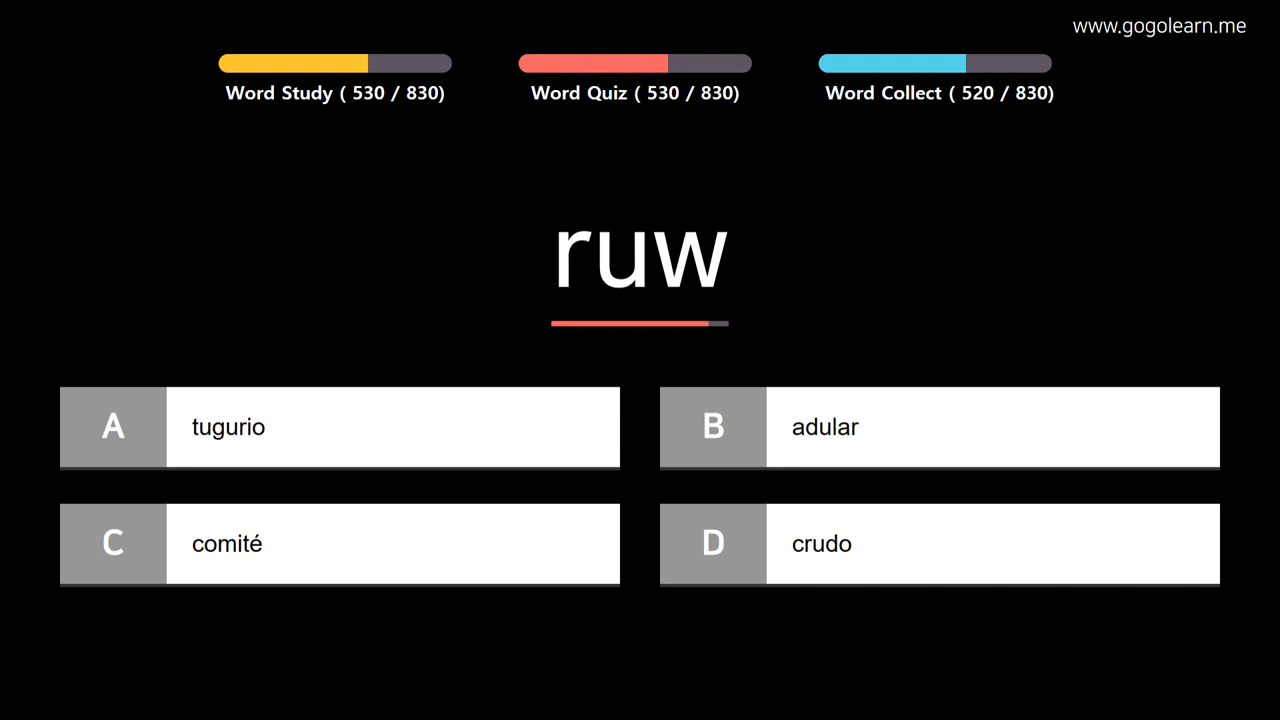 www.gogolearn.me
Word Study ( 530 / 830)
Word Quiz ( 530 / 830)
Word Collect ( 520 / 830)
ruw
A tugurio
B adular
C comité
D crudo